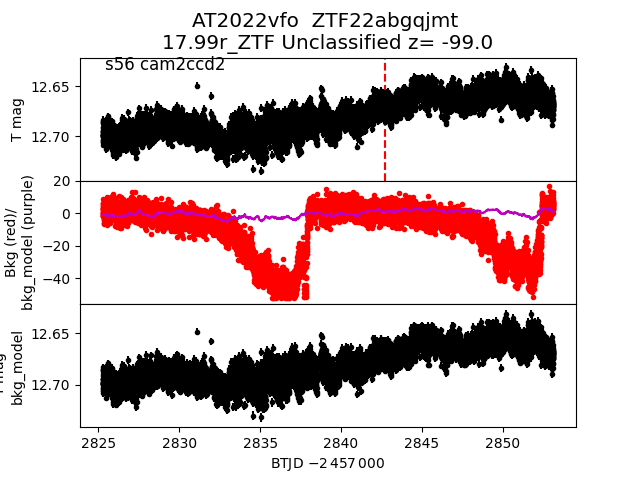 AT2022vfo  ZTF22abgqjmt
17.99r_ZTF Unclassified z= -99.0
s56 cam2ccd2
12.65
12.70
T mag
20
0
−20
−40
Bkg (red)/
bkg_model (purple)
12.65
12.70
mag
bkg_model
2825
2830
2835
2840
2845
2850
BTJD −2 457 000